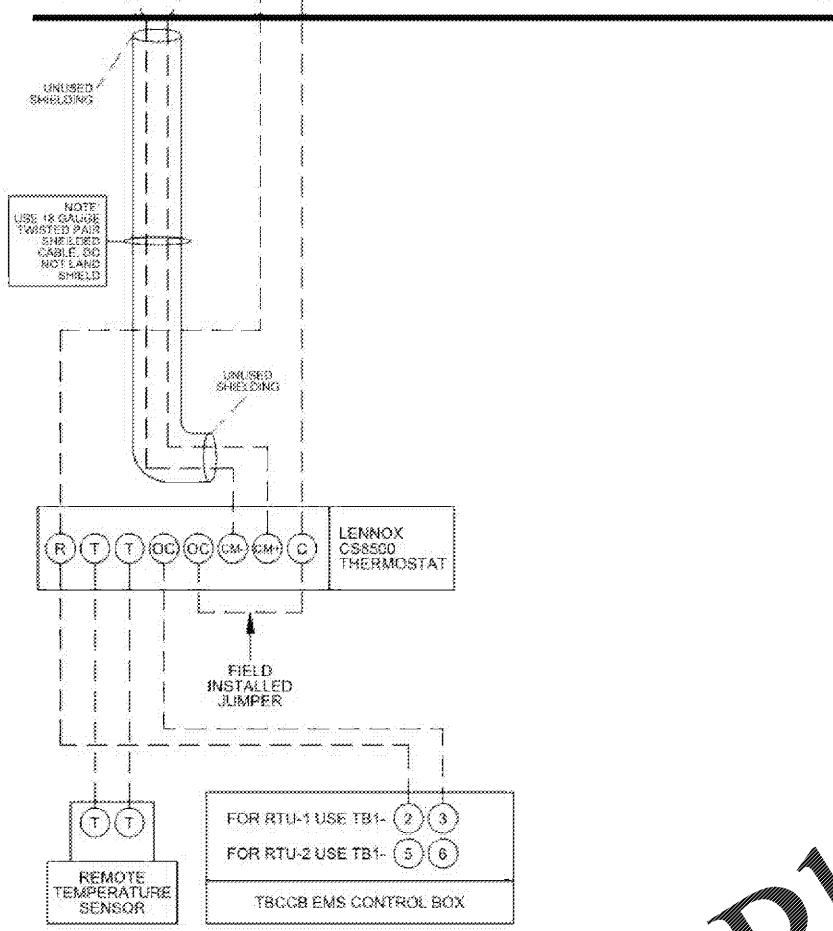 UNUSED
SHIELDING
NOTE
USE 18 GAUGE
TWISTED PAIR
SHEILDED
CABLE. DO
NOT LAND
SHIELD
UNUSED
SHIELDING
R T T OC OC CM- CM+ C
LENNOX
CS8500
THERMOSTAT
FIELD
INSTALLED
JUMPER
T T
REMOTE
TEMPERATURE
SENSOR
FOR RTU-1 USE TB1- 2 3
FOR RTU-2 USE TB1- 5 6
TBCCB EMS CONTROL BOX